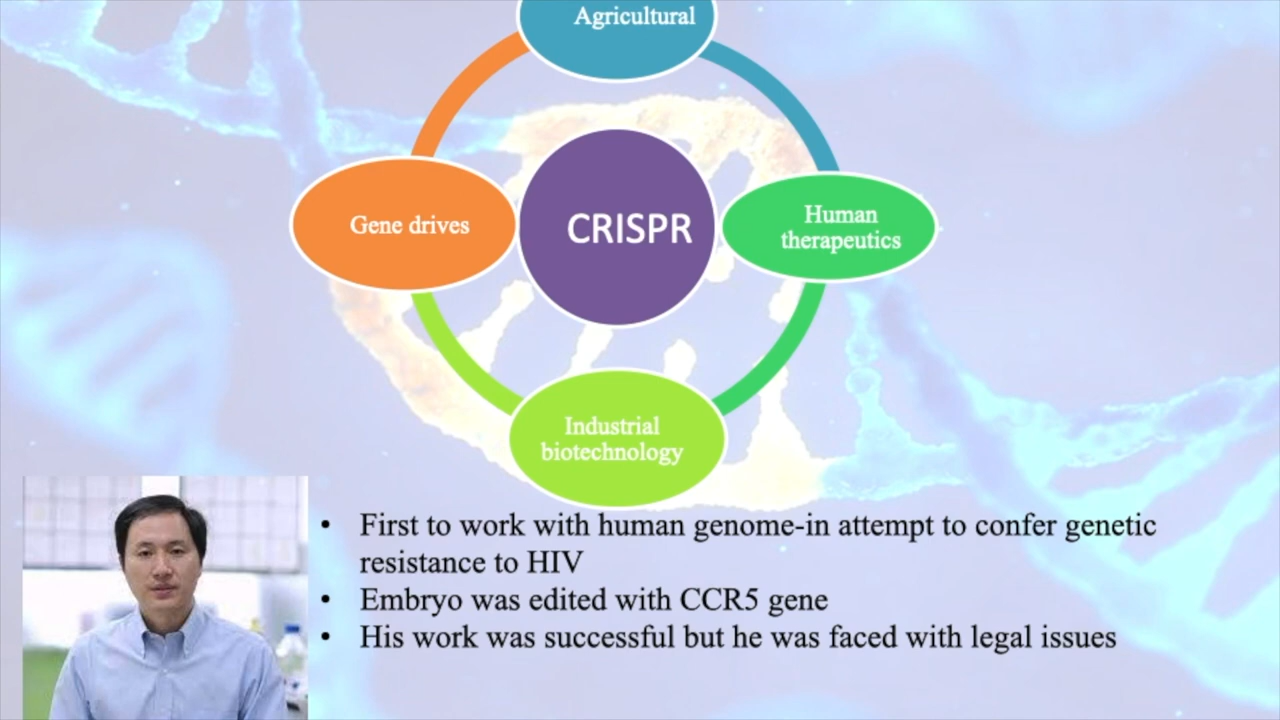 Agricultural
Gene drives
CRISPR
Human
therapeutics
Industrial
biotechnology
• First to work with human genome-in attempt to confer genetic
resistance to HIV
• Embryo was edited with CCR5 gene
• His work was successful but he was faced with legal issues